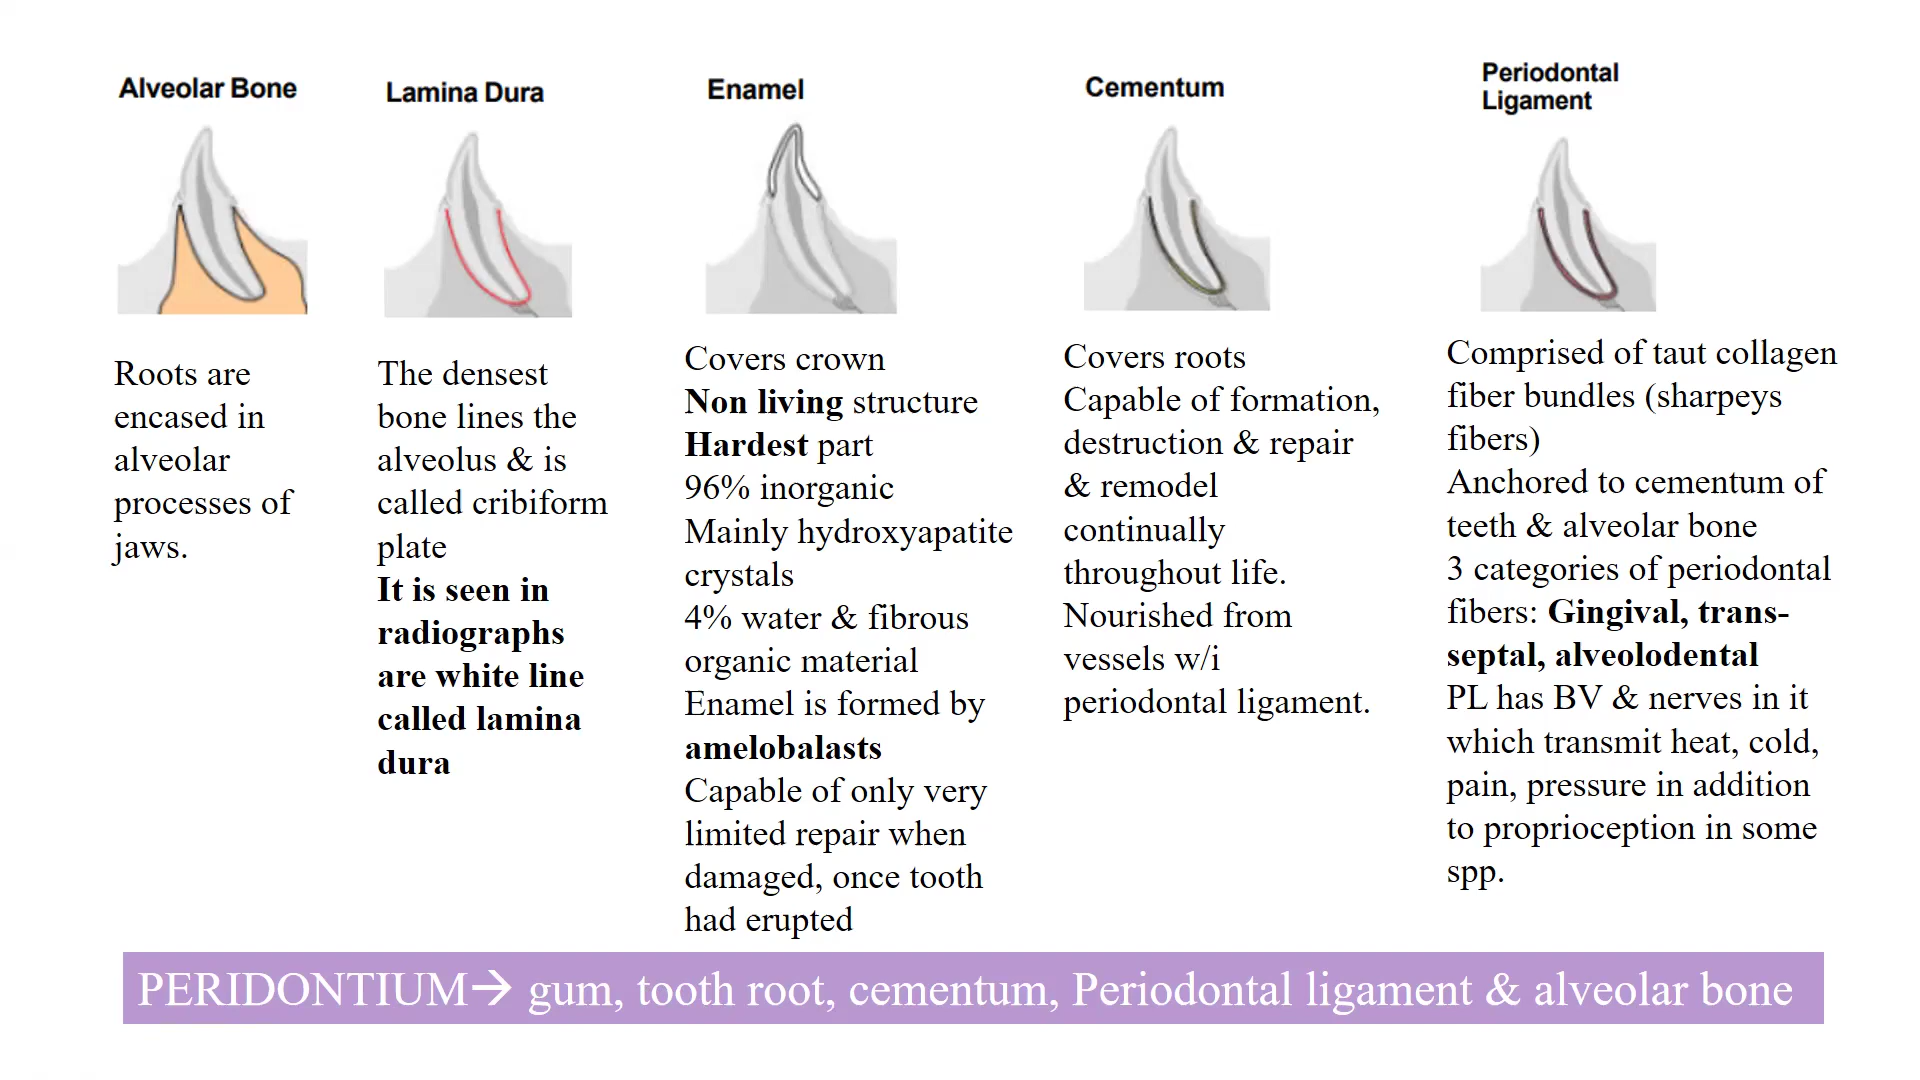 Alveolar Bone
Roots are
encased in
alveolar
processes of
jaws.
Lamina Dura
The densest
bone lines the
alveolus & is
called cribiform
plate
It is seen in
radiographs
are white line
called lamina
dura
Enamel
Covers crown
Non living structure
Hardest part
96% inorganic
Mainly hydroxyapatite
crystals
4% water & fibrous
organic material
Enamel is formed by
amelobalasts
Capable of only very
limited repair when
damaged, once tooth
had erupted
Cementum
Covers roots
Capable of formation,
destruction & repair
& remodel
continually
throughout life.
Nourished from
vessels w/i
periodontal ligament.
Periodontal
Ligament
Comprised of taut collagen
fiber bundles (sharpeys
fibers)
Anchored to cementum of
teeth & alveolar bone
3 categories of periodontal
fibers: Gingival, trans-
septal, alveolodental
PL has BV & nerves in it
which transmit heat, cold,
pain, pressure in addition
to proprioception in some
spp.
PERIDONTIUM→ gum, tooth root, cementum, Periodontal ligament & alveolar bone